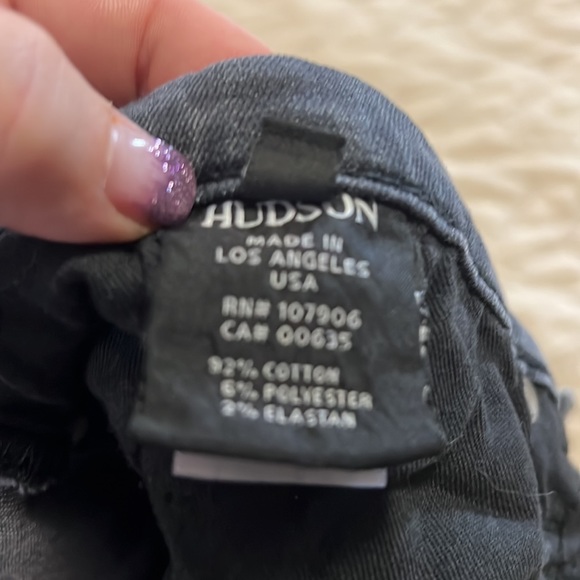 HUDSON
MADE IN
LOS ANGELES
USA
RN# 107906
CA# 00635
92% COTTON
6% POLYESTER
2% ELASTAN